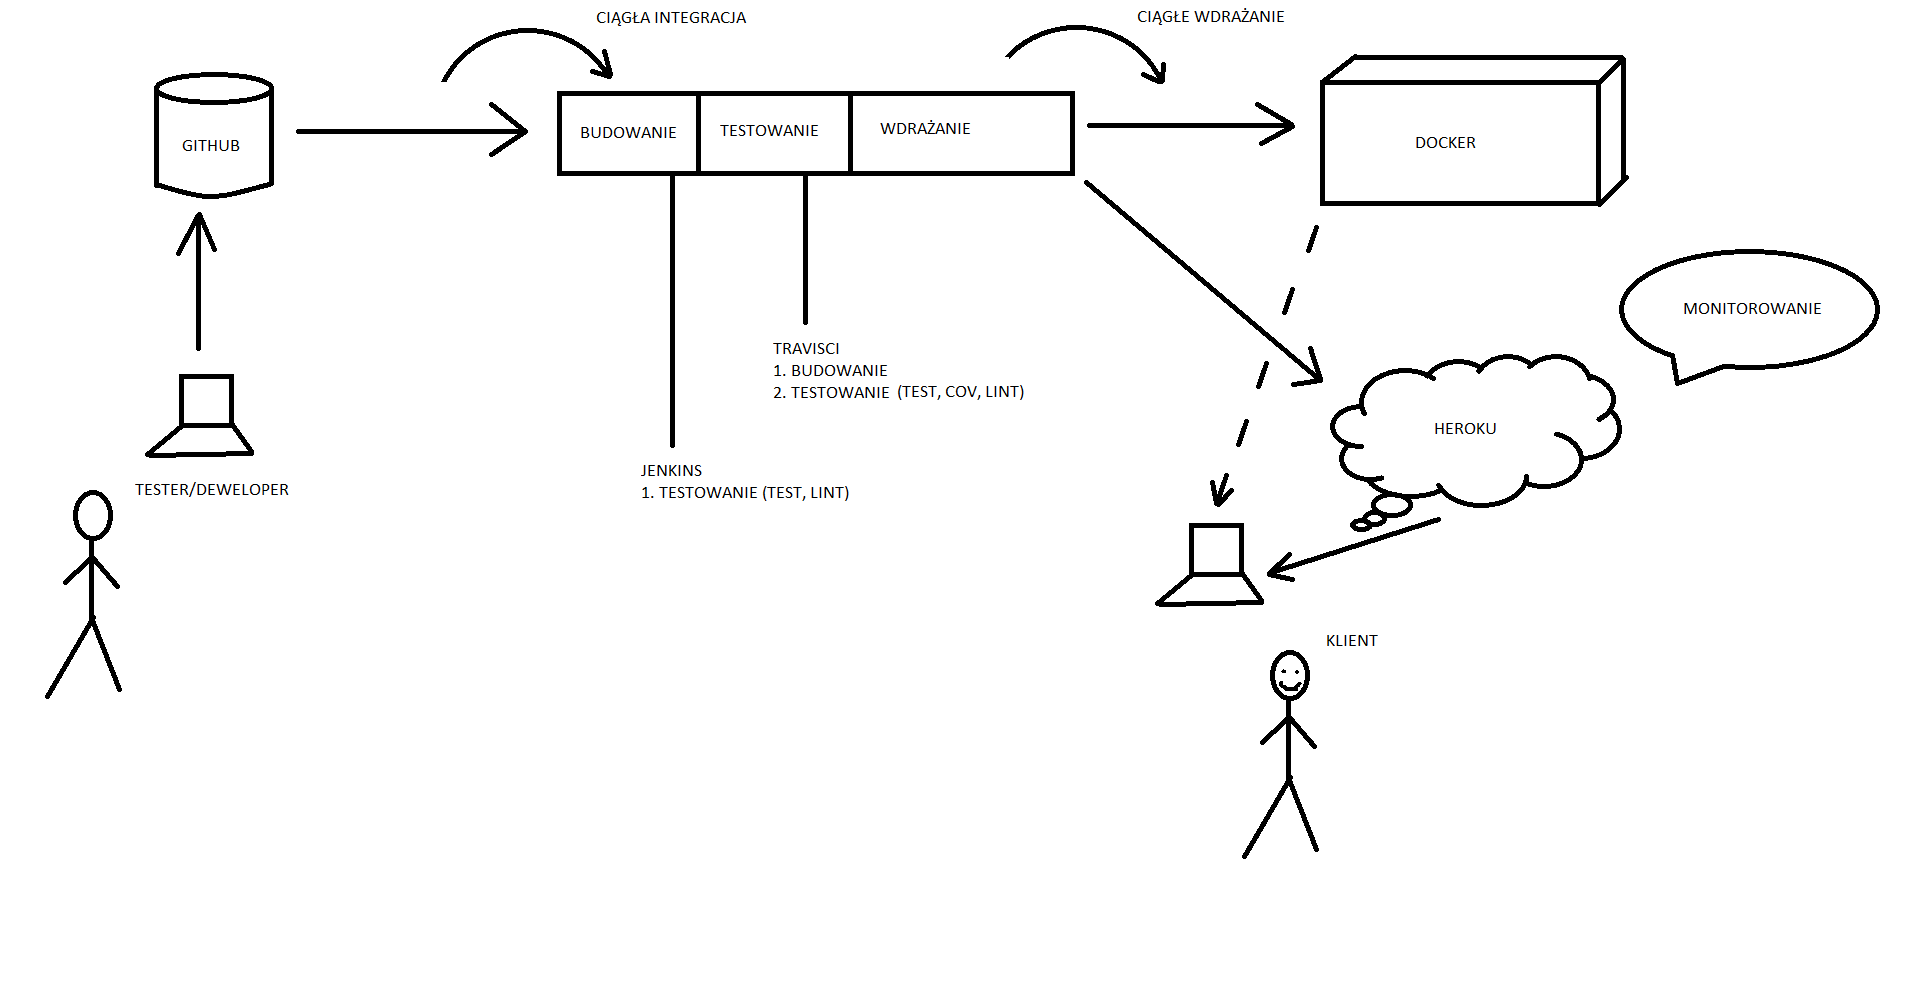 CIĄGŁA INTEGRACJA
CIĄGŁE WDRAŻANIE
GITHUB
BUDOWANIE
TESTOWANIE
WDRAŻANIE
DOCKER
MONITOROWANIE
TRAVISCI
1. BUDOWANIE
2. TESTOWANIE (TEST, COV, LINT)
HEROKU
JENKINS
1. TESTOWANIE (TEST, LINT)
TESTER/DEWELOPER
KLIENT